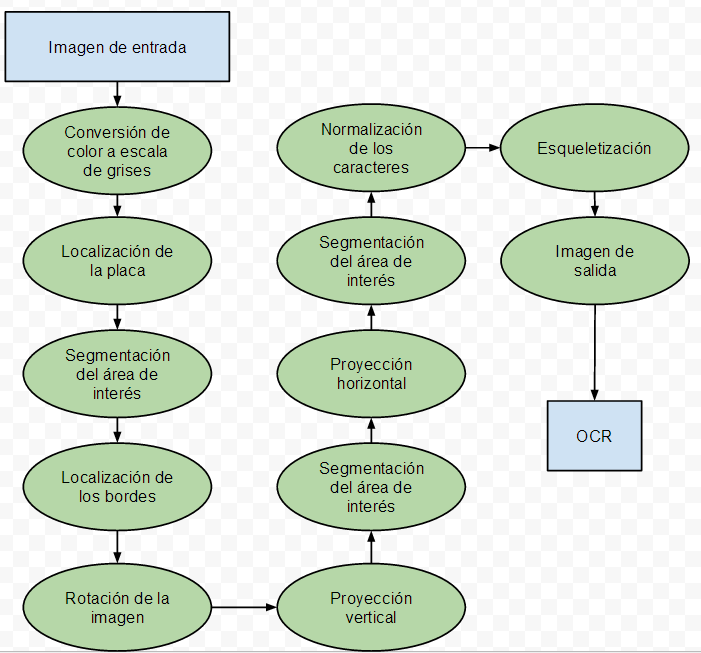 Imagen de entrada
Conversión de
color a escala
de grises
Localización de
la placa
Segmentación
del área de
interés
Localización de
los bordes
Rotación de la
imagen
Proyección
vertical
Segmentación
del área de
interés
Proyección
horizontal
Segmentación
del área de
interés
Normalización
de los
caracteres
Esqueletización
Imagen de
salida
OCR